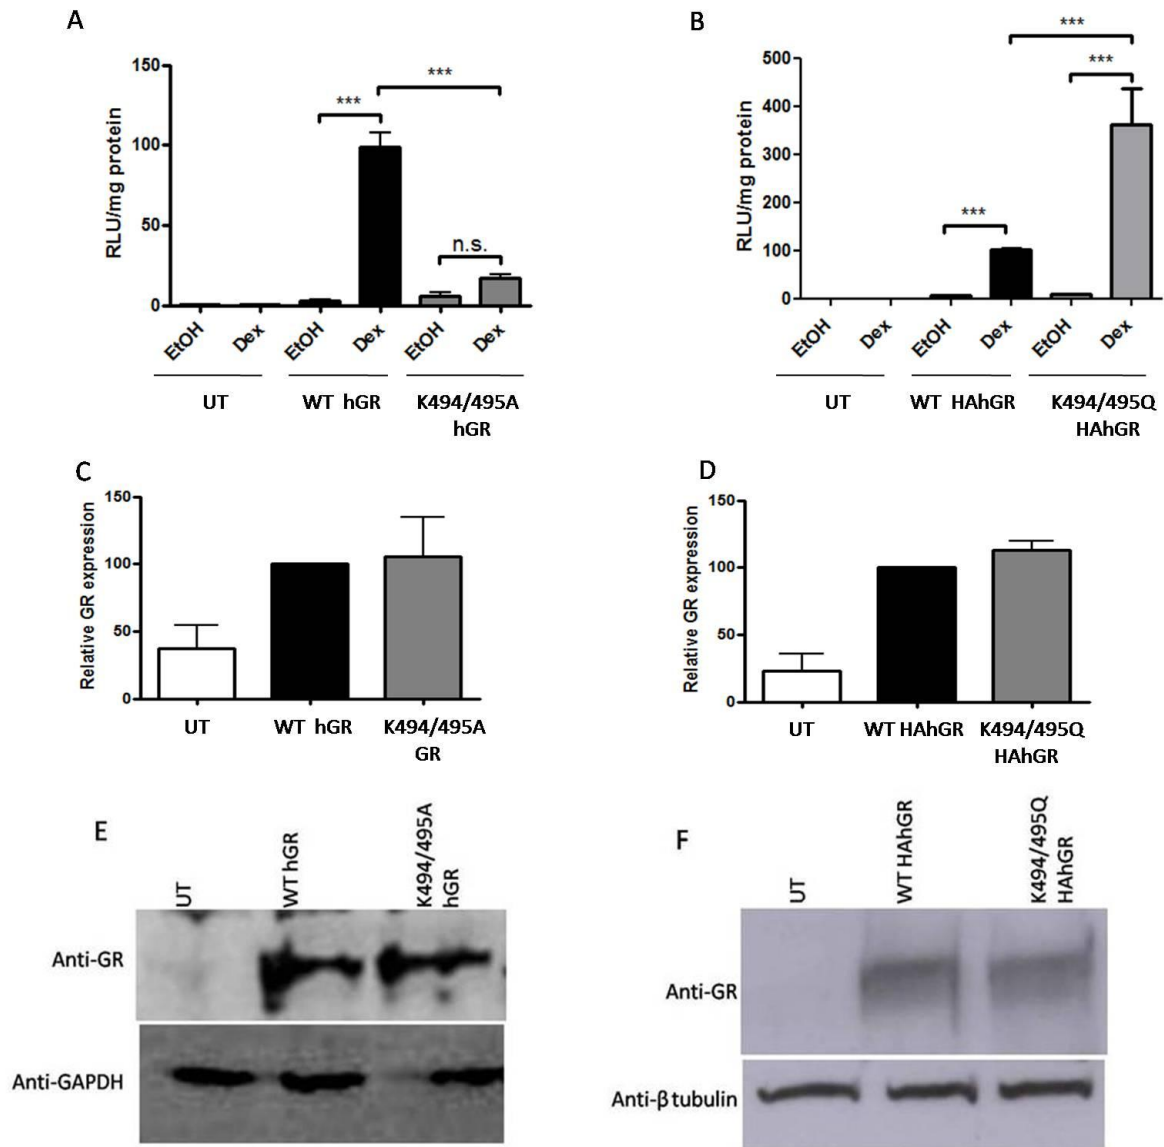 A
RLU/mg protein
150
100
50
0
***
***
n.s.
EtOH
Dex
EtOH
Dex
EtOH
Dex
UT
WT hGR
K494/495A
hGR
B
RLU/mg protein
500
400
300
200
100
0
***
***
***
EtOH
Dex
EtOH
Dex
EtOH
Dex
UT
WT HAhGR
K494/495Q
HAhGR
C
Relative GR expression
150
100
50
0
UT
WT hGR
K494/495A
GR
D
Relative GR expression
150
100
50
0
UT
WT HAhGR
K494/495Q
HAhGR
E
UT
WT hGR
K494/495A
hGR
Anti-GR
Anti-GAPDH
F
UT
WT HAhGR
K494/495Q
HAhGR
Anti-GR
Anti-β tubulin